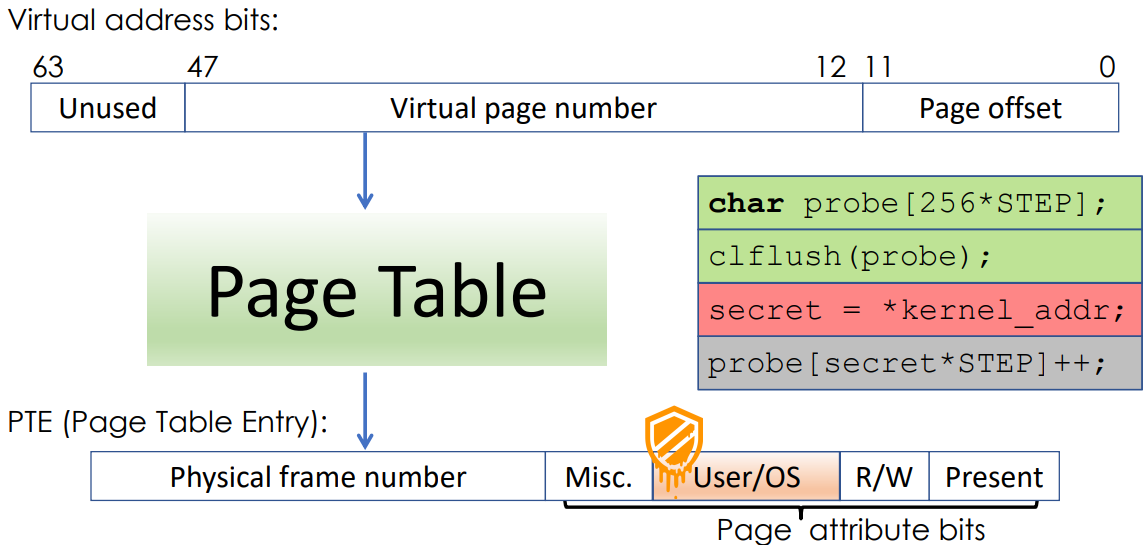 Virtual address bits:
63 47 12 11 0
Unused Virtual page number Page offset
char probe[256*STEP];
clflush(probe);
secret = *kernel_addr;
probe[secret*STEP]++;
Page Table
PTE (Page Table Entry):
Physical frame number Misc. User/OS R/W Present
Page attribute bits